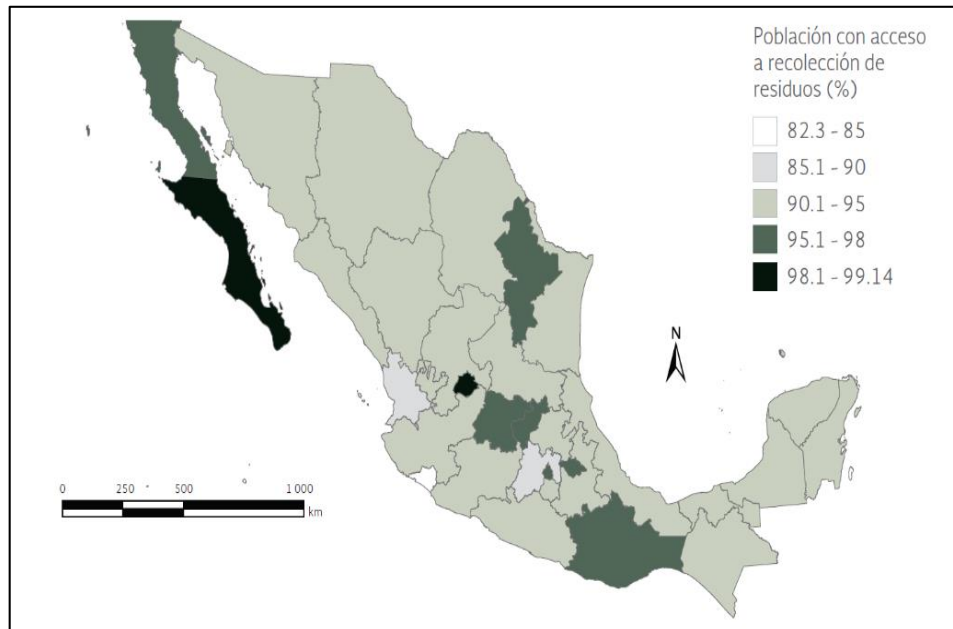 Población con acceso
a recolección de
residuos (%)
82.3 - 85
85.1 - 90
90.1 - 95
95.1 - 98
98.1 - 99.14
N
0 250 500 1 000
km